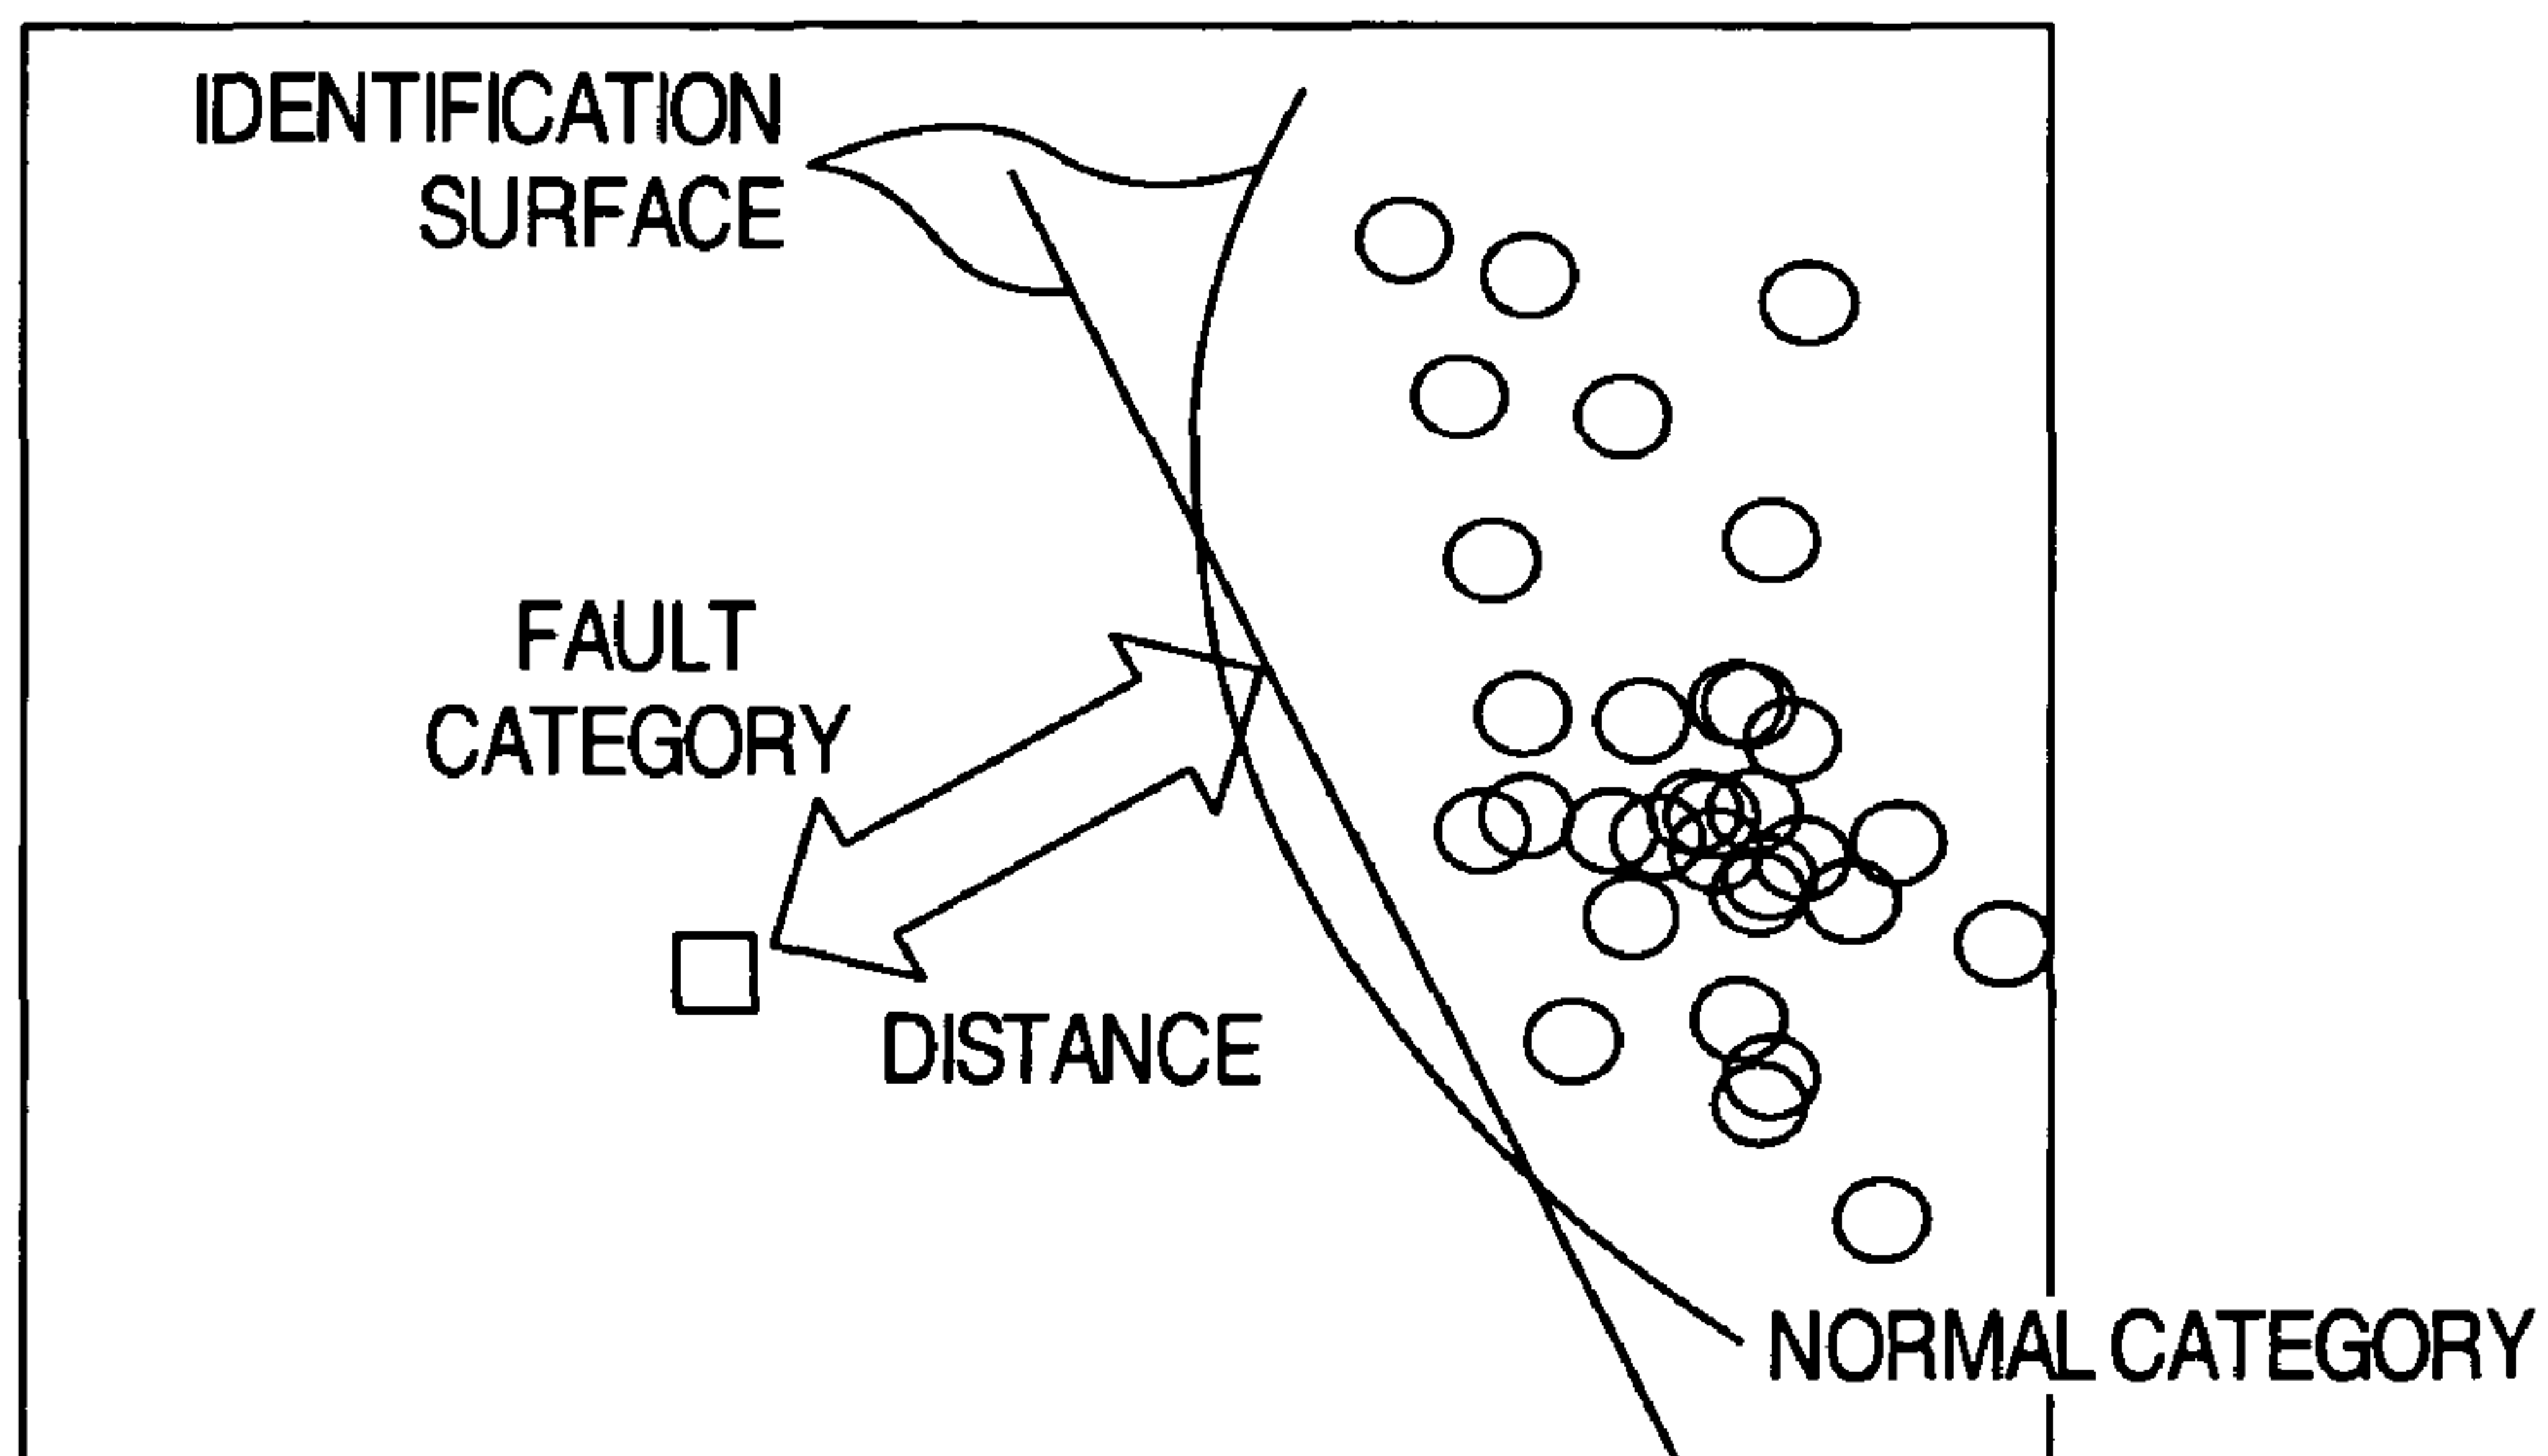 IDENTIFICATION
SURFACE
FAULT
CATEGORY
DISTANCE
NORMAL CATEGORY